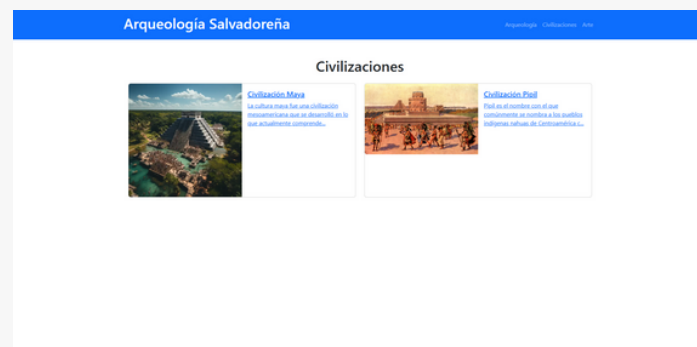 Arqueología Salvadoreña
Arqueología Civilizaciones Arte
Civilizaciones
Civilización Maya
La cultura maya fue una civilización
mesoamericana que se desarrolló en lo
que actualmente comprende...
Civilización Pipil
Pipil es el nombre con el que
comúnmente se nombra a los pueblos
indígenas nahuas de Centroamérica c...